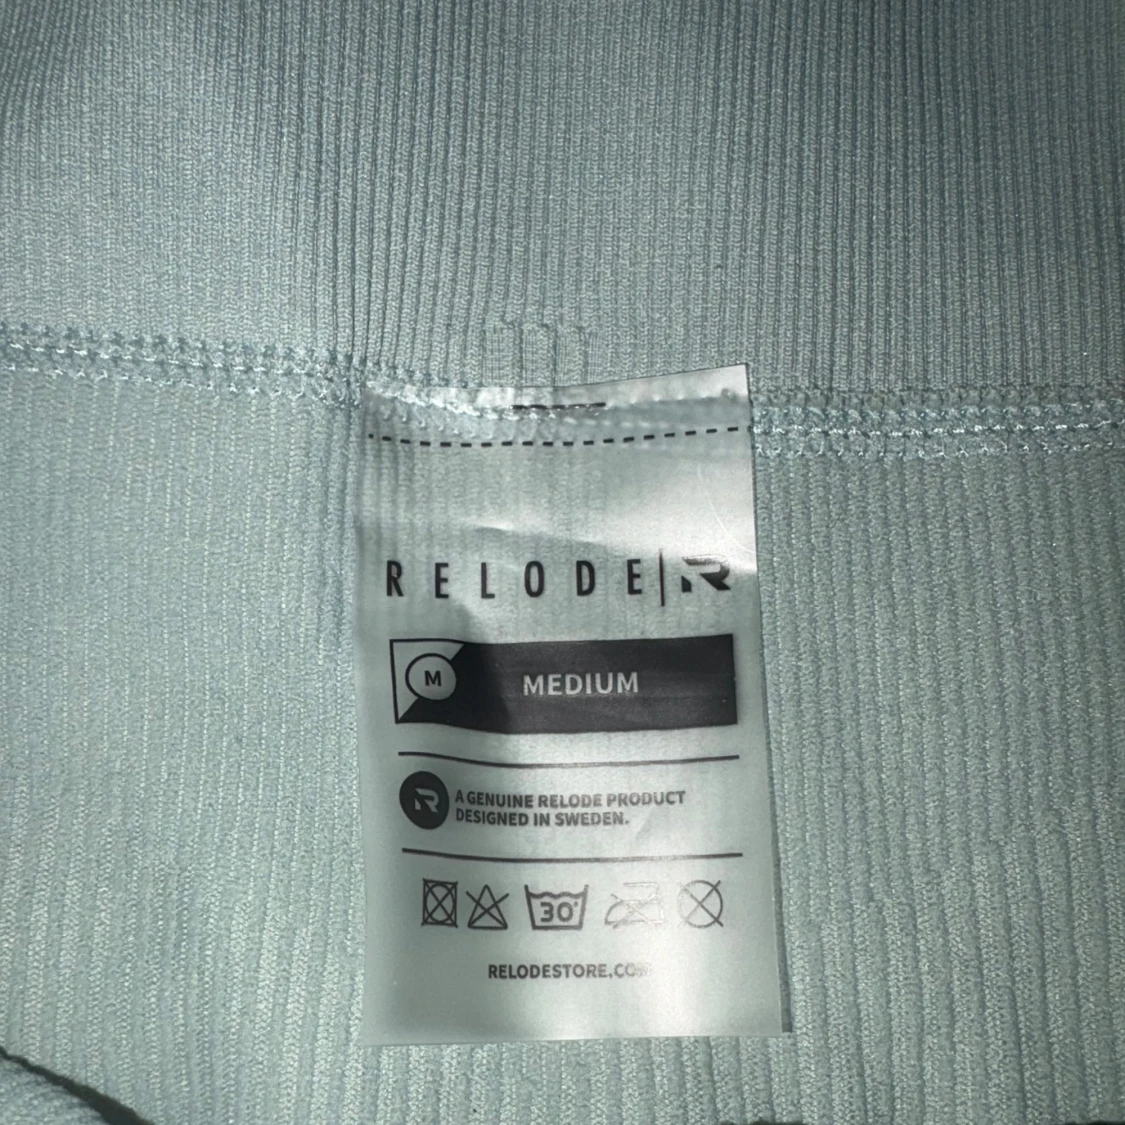 RELODE | R
M MEDIUM
R
A GENUINE RELODE PRODUCT
DESIGNED IN SWEDEN.
30°
RELODESTORE.COM